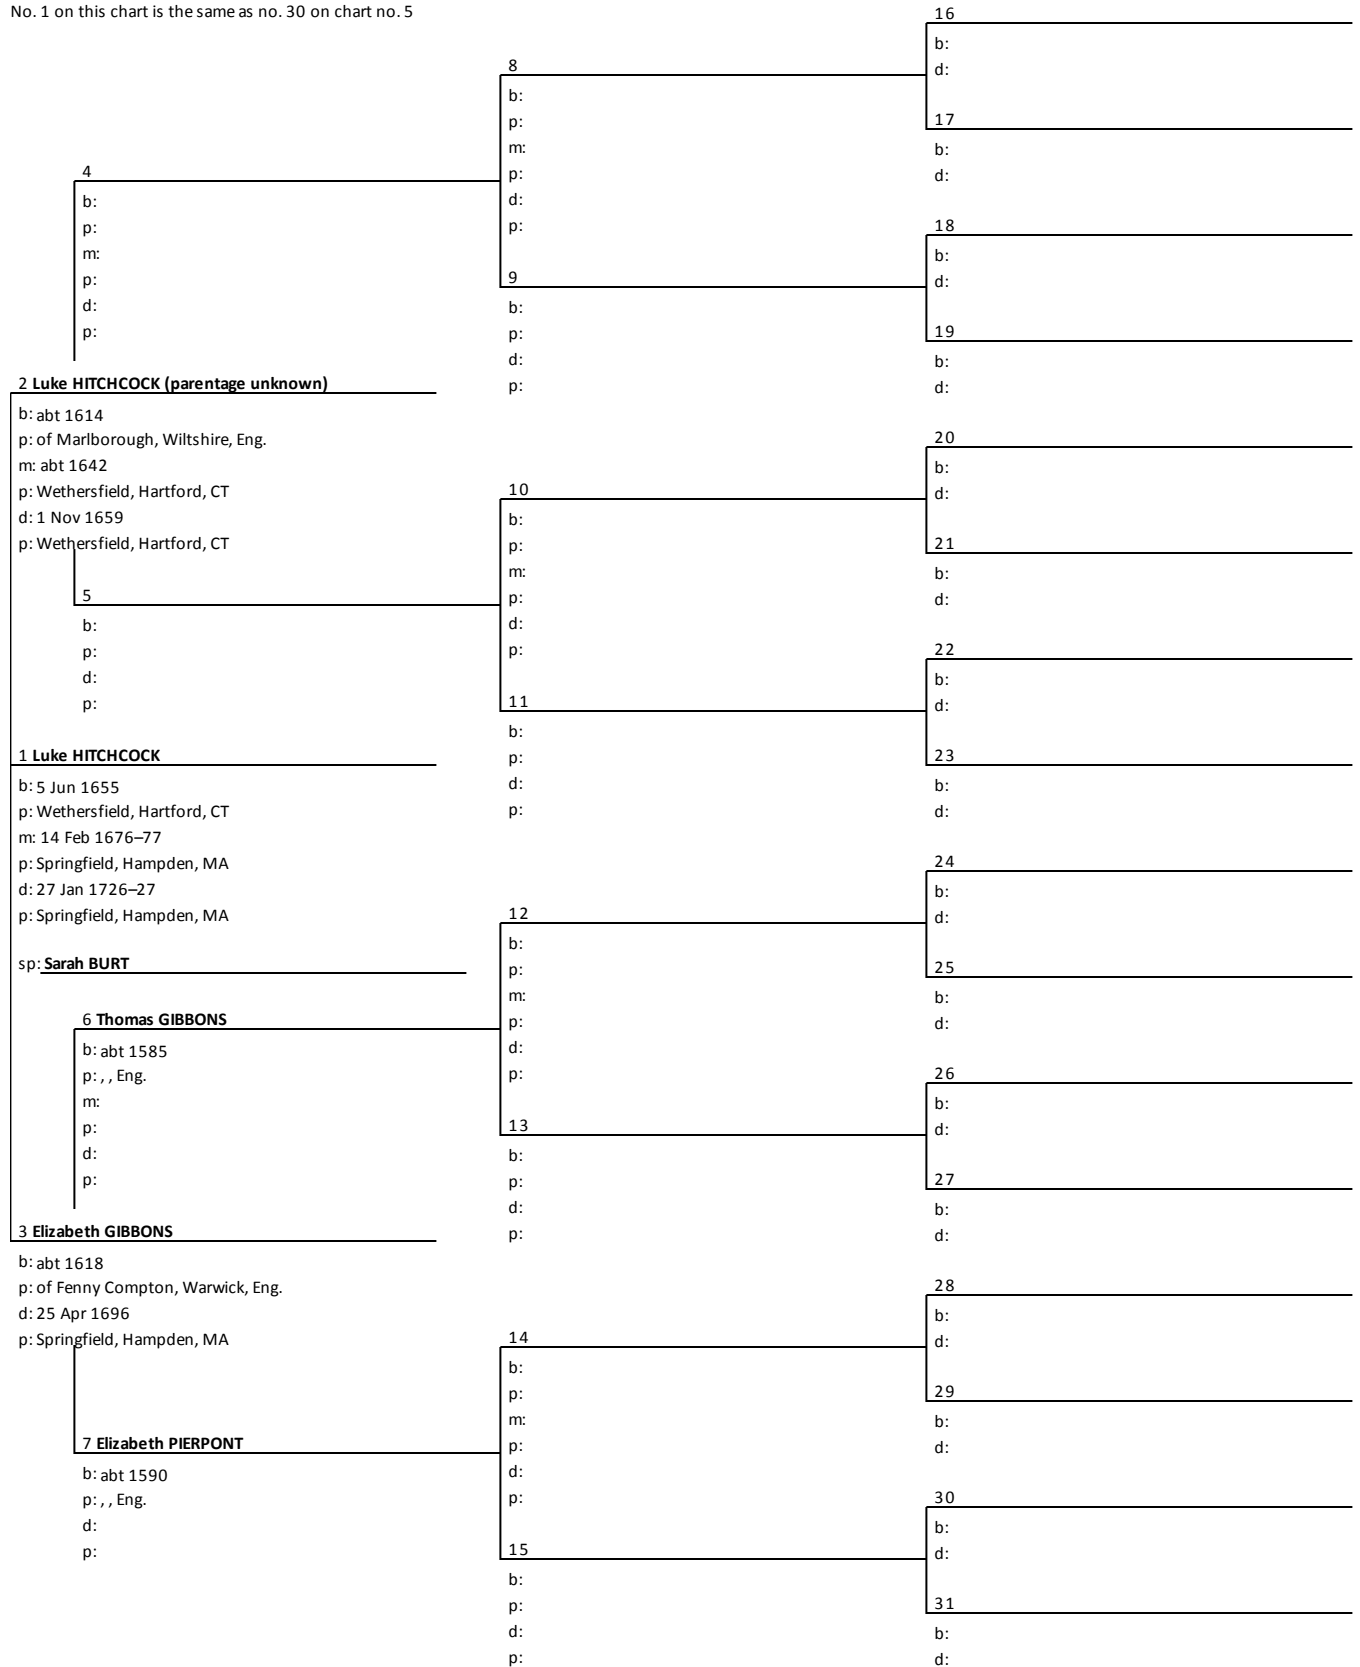 No. 1 on this chart is the same as no. 30 on chart no. 5
4
b:
p:
m:
p:
d:
p:
2 Luke HITCHCOCK (parentage unknown)
b: abt 1614
p: of Marlborough, Wiltshire, Eng.
m: abt 1642
p: Wethersfield, Hartford, CT
d: 1 Nov 1659
p: Wethersfield, Hartford, CT
5
b:
p:
d:
p:
1 Luke HITCHCOCK
b: 5 Jun 1655
p: Wethersfield, Hartford, CT
m: 14 Feb 1676–77
p: Springfield, Hampden, MA
d: 27 Jan 1726–27
p: Springfield, Hampden, MA
sp: Sarah BURT
6 Thomas GIBBONS
b: abt 1585
p: , , Eng.
m:
p:
d:
p:
3 Elizabeth GIBBONS
b: abt 1618
p: of Fenny Compton, Warwick, Eng.
d: 25 Apr 1696
p: Springfield, Hampden, MA
7 Elizabeth PIERPONT
b: abt 1590
p: , , Eng.
d:
p:
8
b:
p:
m:
p:
d:
p:
9
b:
p:
d:
p:
10
b:
p:
m:
p:
d:
p:
11
b:
p:
d:
p:
12
b:
p:
m:
p:
d:
p:
13
b:
p:
d:
p:
14
b:
p:
m:
p:
d:
p:
15
b:
p:
d:
p:
16
b:
d:
17
b:
d:
18
b:
d:
19
b:
d:
20
b:
d:
21
b:
d:
22
b:
d:
23
b:
d:
24
b:
d:
25
b:
d:
26
b:
d:
27
b:
d:
28
b:
d:
29
b:
d:
30
b:
d:
31
b:
d: